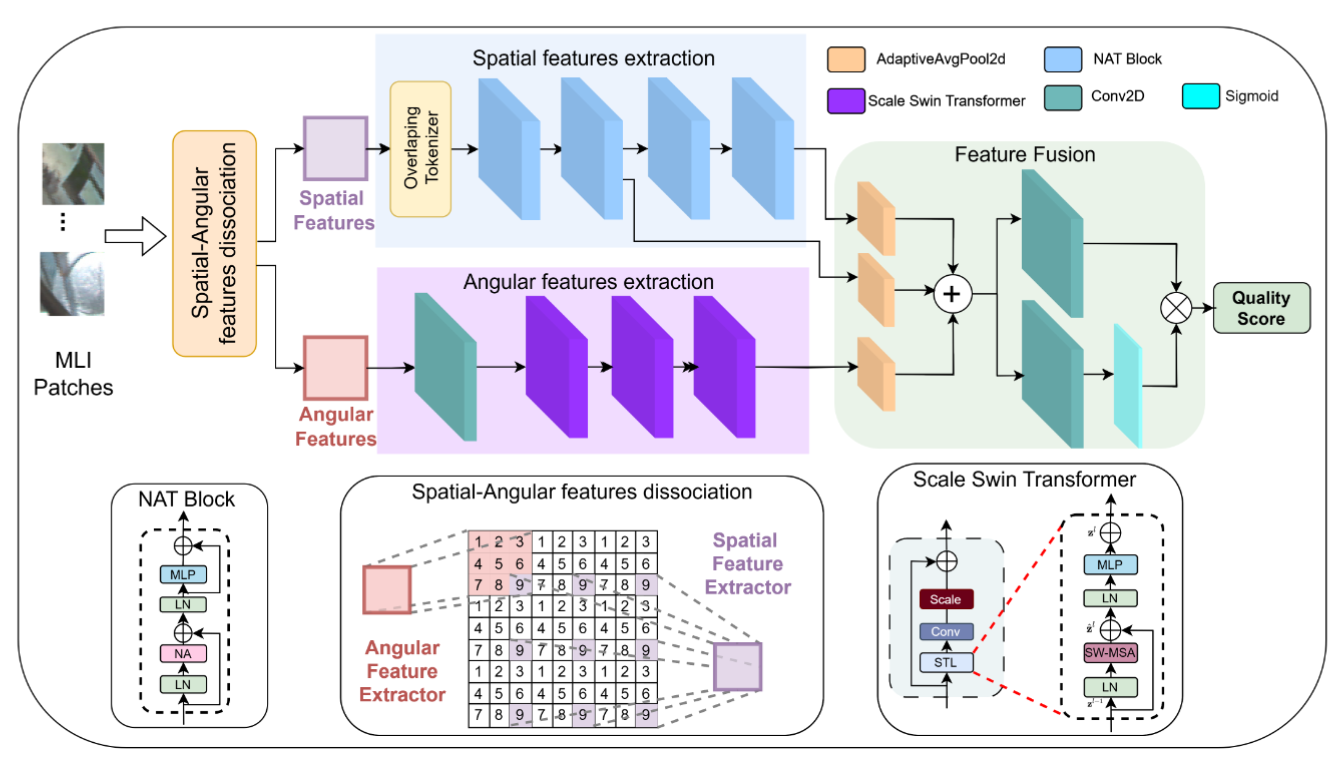 Spatial features extraction
AdaptiveAvgPool2d
NAT Block
Scale Swin Transformer
Conv2D
Sigmoid
Overlaping
Tokenizer
Spatial-Angular
features dissociation
Spatial
Features
Feature Fusion
...
MLI
Patches
Angular features extraction
+
Quality
Score
Angular
Features
NAT Block
MLP
LN
NA
LN
Spatial-Angular features dissociation
1 2 3 1 2 3 1 2 3
4 5 6 4 5 6 4 5 6
7 8 9 7 8 9 7 8 9
1 2 3 1 2 3 1 2 3
4 5 6 4 5 6 4 5 6
7 8 9 7 8 9 7 8 9
1 2 3 1 2 3 1 2 3
4 5 6 4 5 6 4 5 6
7 8 9 7 8 9 7 8 9
Angular
Feature
Extractor
Spatial
Feature
Extractor
Scale Swin Transformer
Scale
Conv
STL
z^l
MLP
LN
ẑ^l
SW-MSA
LN
z^{l-1}